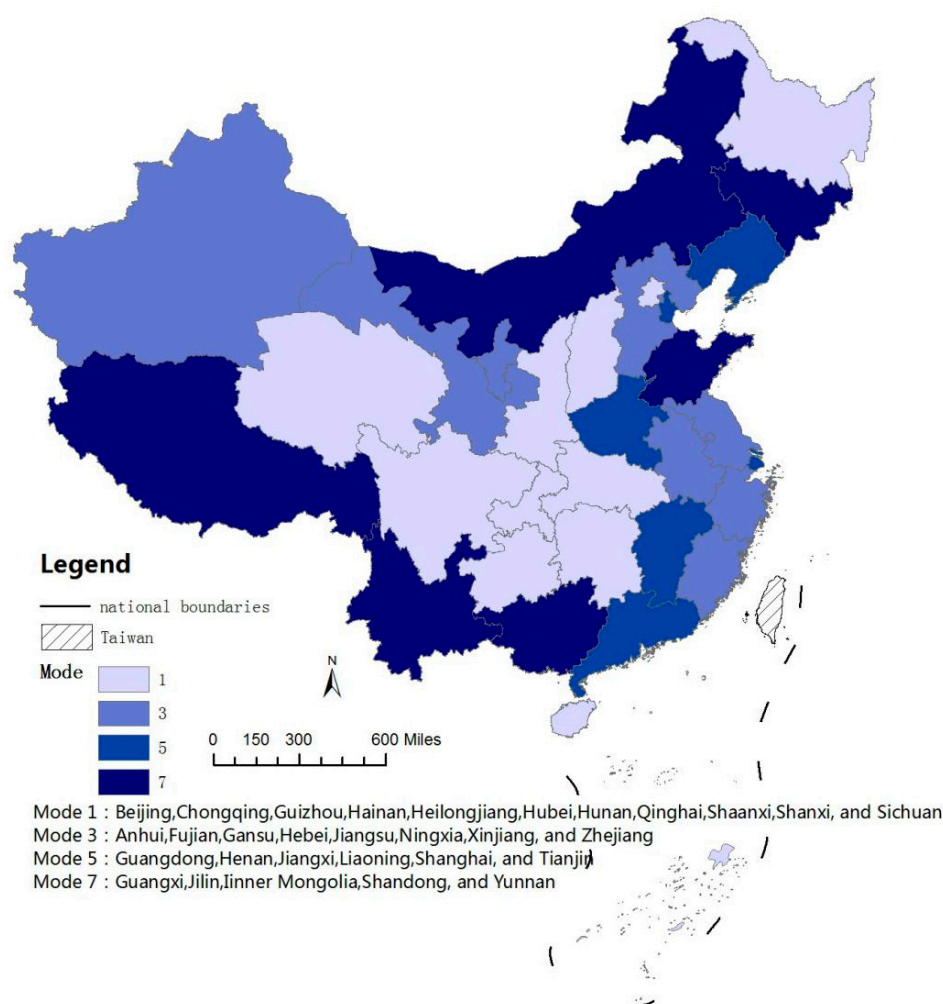 Legend
national boundaries
Taiwan
Mode
1
3
5
7
N
0 150 300 600 Miles
Mode 1 : Beijing,Chongqing,Guizhou,Hainan,Heilongjiang,Hubei,Hunan,Qinghai,Shaanxi,Shanxi, and Sichuan
Mode 3 : Anhui,Fujian,Gansu,Hebei,Jiangsu,Ningxia,Xinjiang, and Zhejiang
Mode 5 : Guangdong,Henan,Jiangxi,Liaoning,Shanghai, and Tianjin
Mode 7 : Guangxi,Jilin,Iinner Mongolia,Shandong, and Yunnan